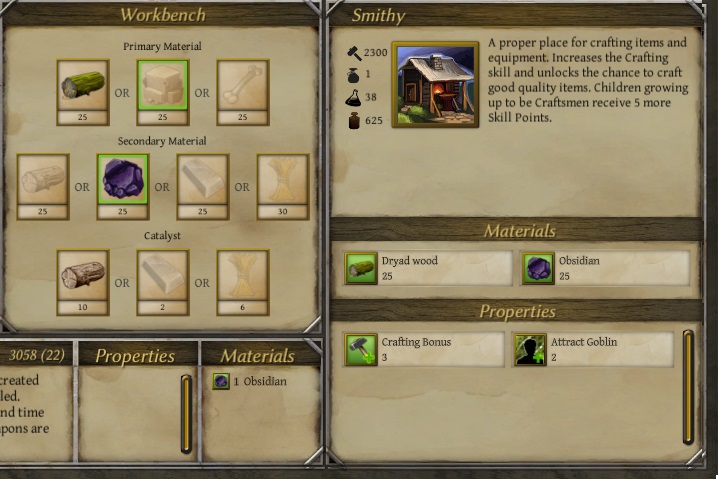 Workbench
Primary Material
OR OR
25 25 25
Secondary Material
OR OR OR
25 25 25 30
Catalyst
OR OR
10 2 6
3058 (22)
created
led.
nd time
pons are
Properties
Materials
1 Obsidian
Smithy
2300
1
38
625
A proper place for crafting items and
equipment. Increases the Crafting
skill and unlocks the chance to craft
good quality items. Children growing
up to be Craftsmen receive 5 more
Skill Points.
Materials
Dryad wood
25
Obsidian
25
Properties
Crafting Bonus
3
Attract Goblin
2